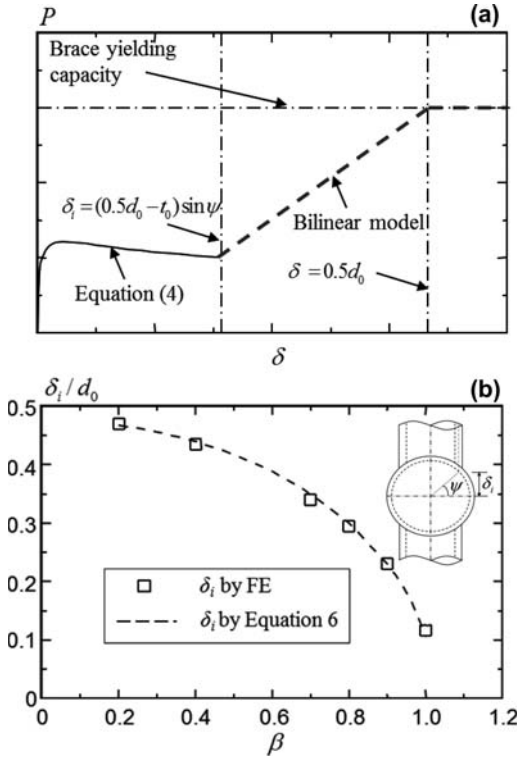 P
(a)
Brace yielding
capacity
δᵢ = (0.5d₀ – t₀) sin ψ
Bilinear model
Equation (4)
δ = 0.5d₀
δ
δᵢ / d₀
(b)
0.5
0.4
0.3
0.2
0.1
0
0 0.2 0.4 0.6 0.8 1.0 1.2
ψ
δᵢ
δᵢ by FE
δᵢ by Equation 6
β